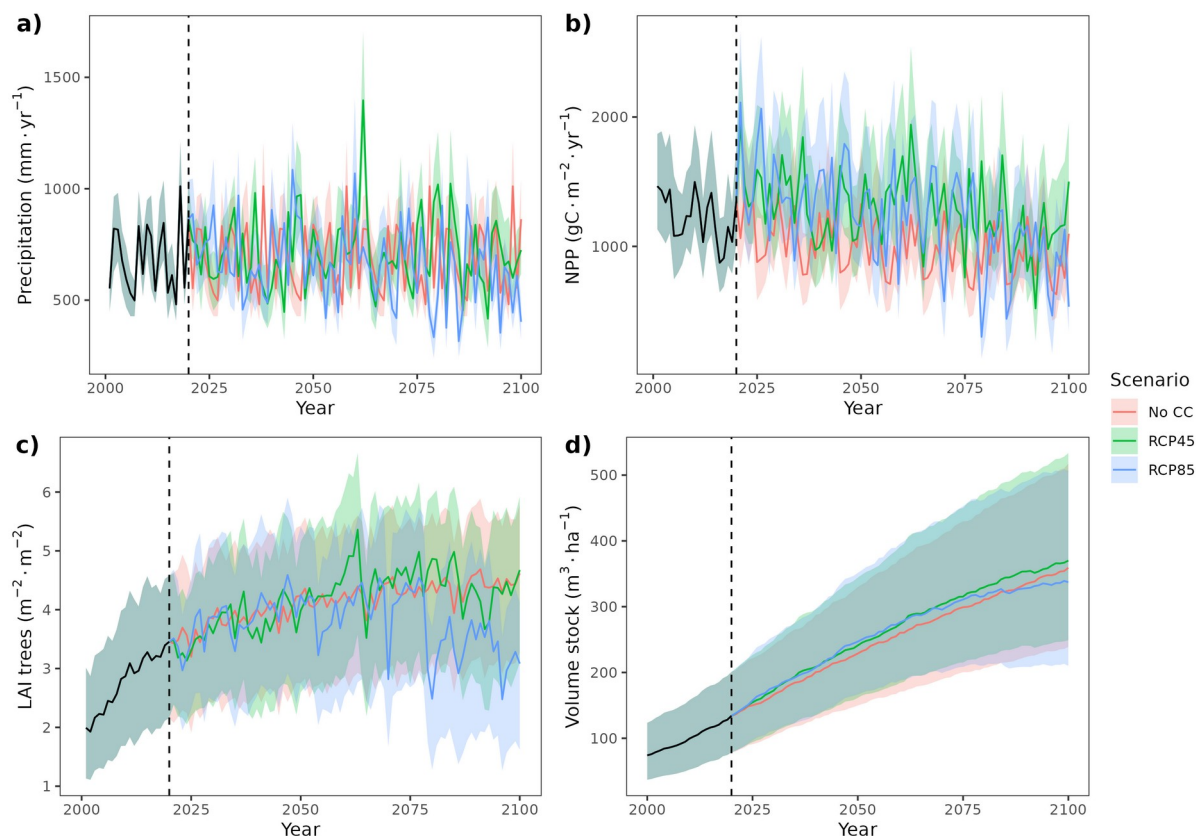 a)
Precipitation (mm · yr⁻¹)
1500
1000
500
2000 2025 2050 2075 2100
Year
b)
NPP (gC · m⁻² · yr⁻¹)
2000
1000
2000 2025 2050 2075 2100
Year
c)
LAI trees (m⁻² · m⁻²)
6
5
4
3
2
1
2000 2025 2050 2075 2100
Year
d)
Volume stock (m³ · ha⁻¹)
500
400
300
200
100
2000 2025 2050 2075 2100
Year
Scenario
No CC
RCP45
RCP85